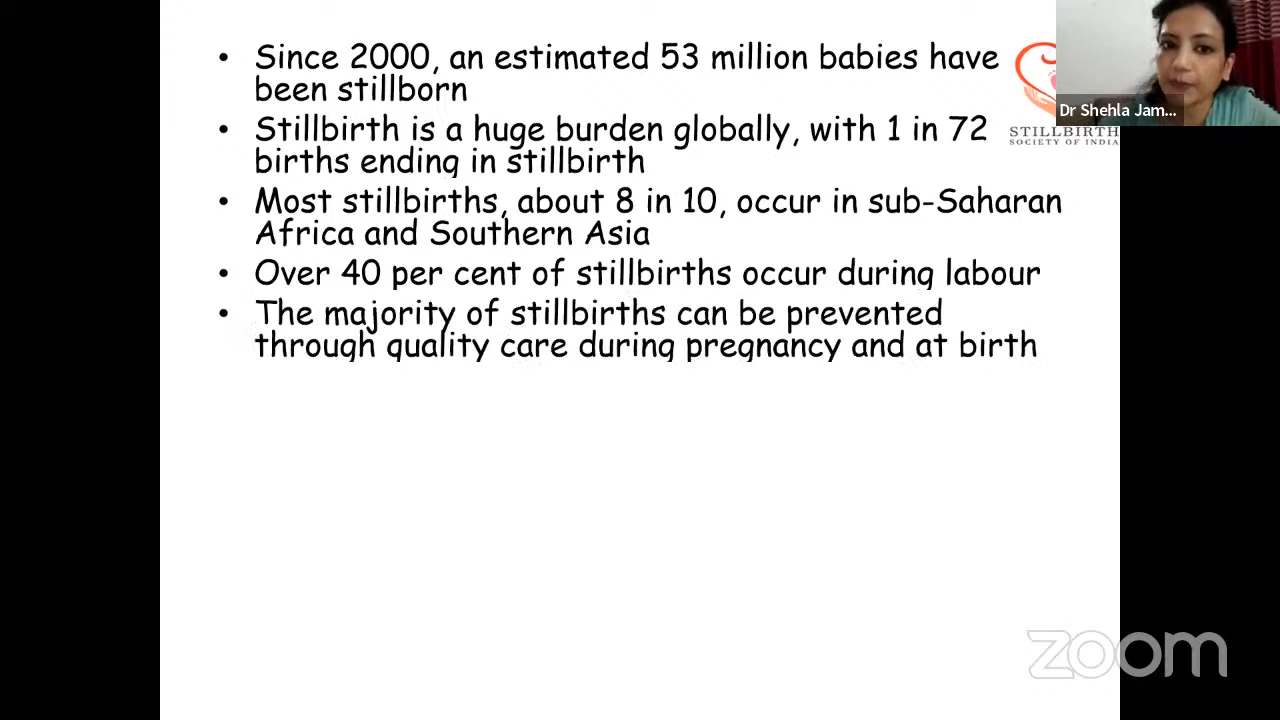 • Since 2000, an estimated 53 million babies have
been stillborn
• Stillbirth is a huge burden globally, with 1 in 72
births ending in stillbirth
• Most stillbirths, about 8 in 10, occur in sub-Saharan
Africa and Southern Asia
• Over 40 per cent of stillbirths occur during labour
• The majority of stillbirths can be prevented
through quality care during pregnancy and at birth
Dr Shehla Jam...
STILLBIRTH
SOCIETY OF INDIA
zoom